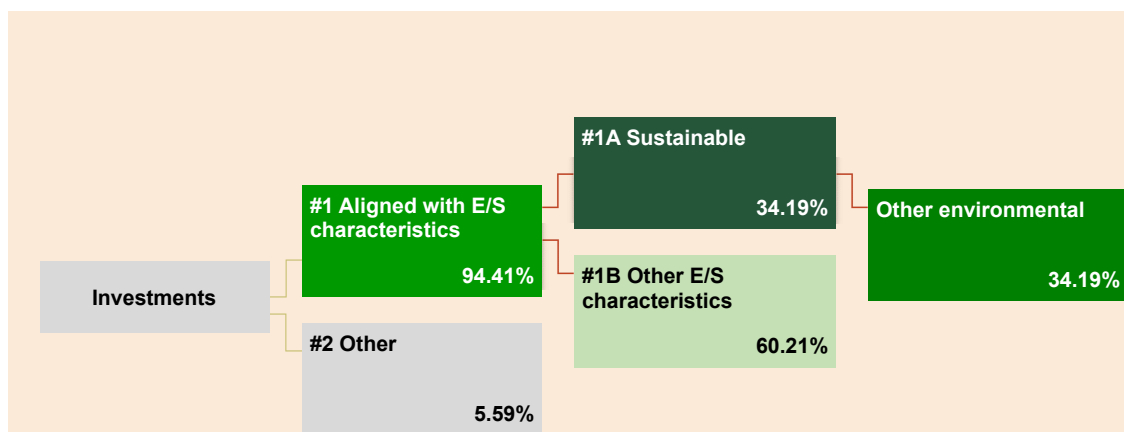 Investments
#1 Aligned with E/S
characteristics
94.41%
#2 Other
5.59%
#1A Sustainable
34.19%
#1B Other E/S
characteristics
60.21%
Other environmental
34.19%